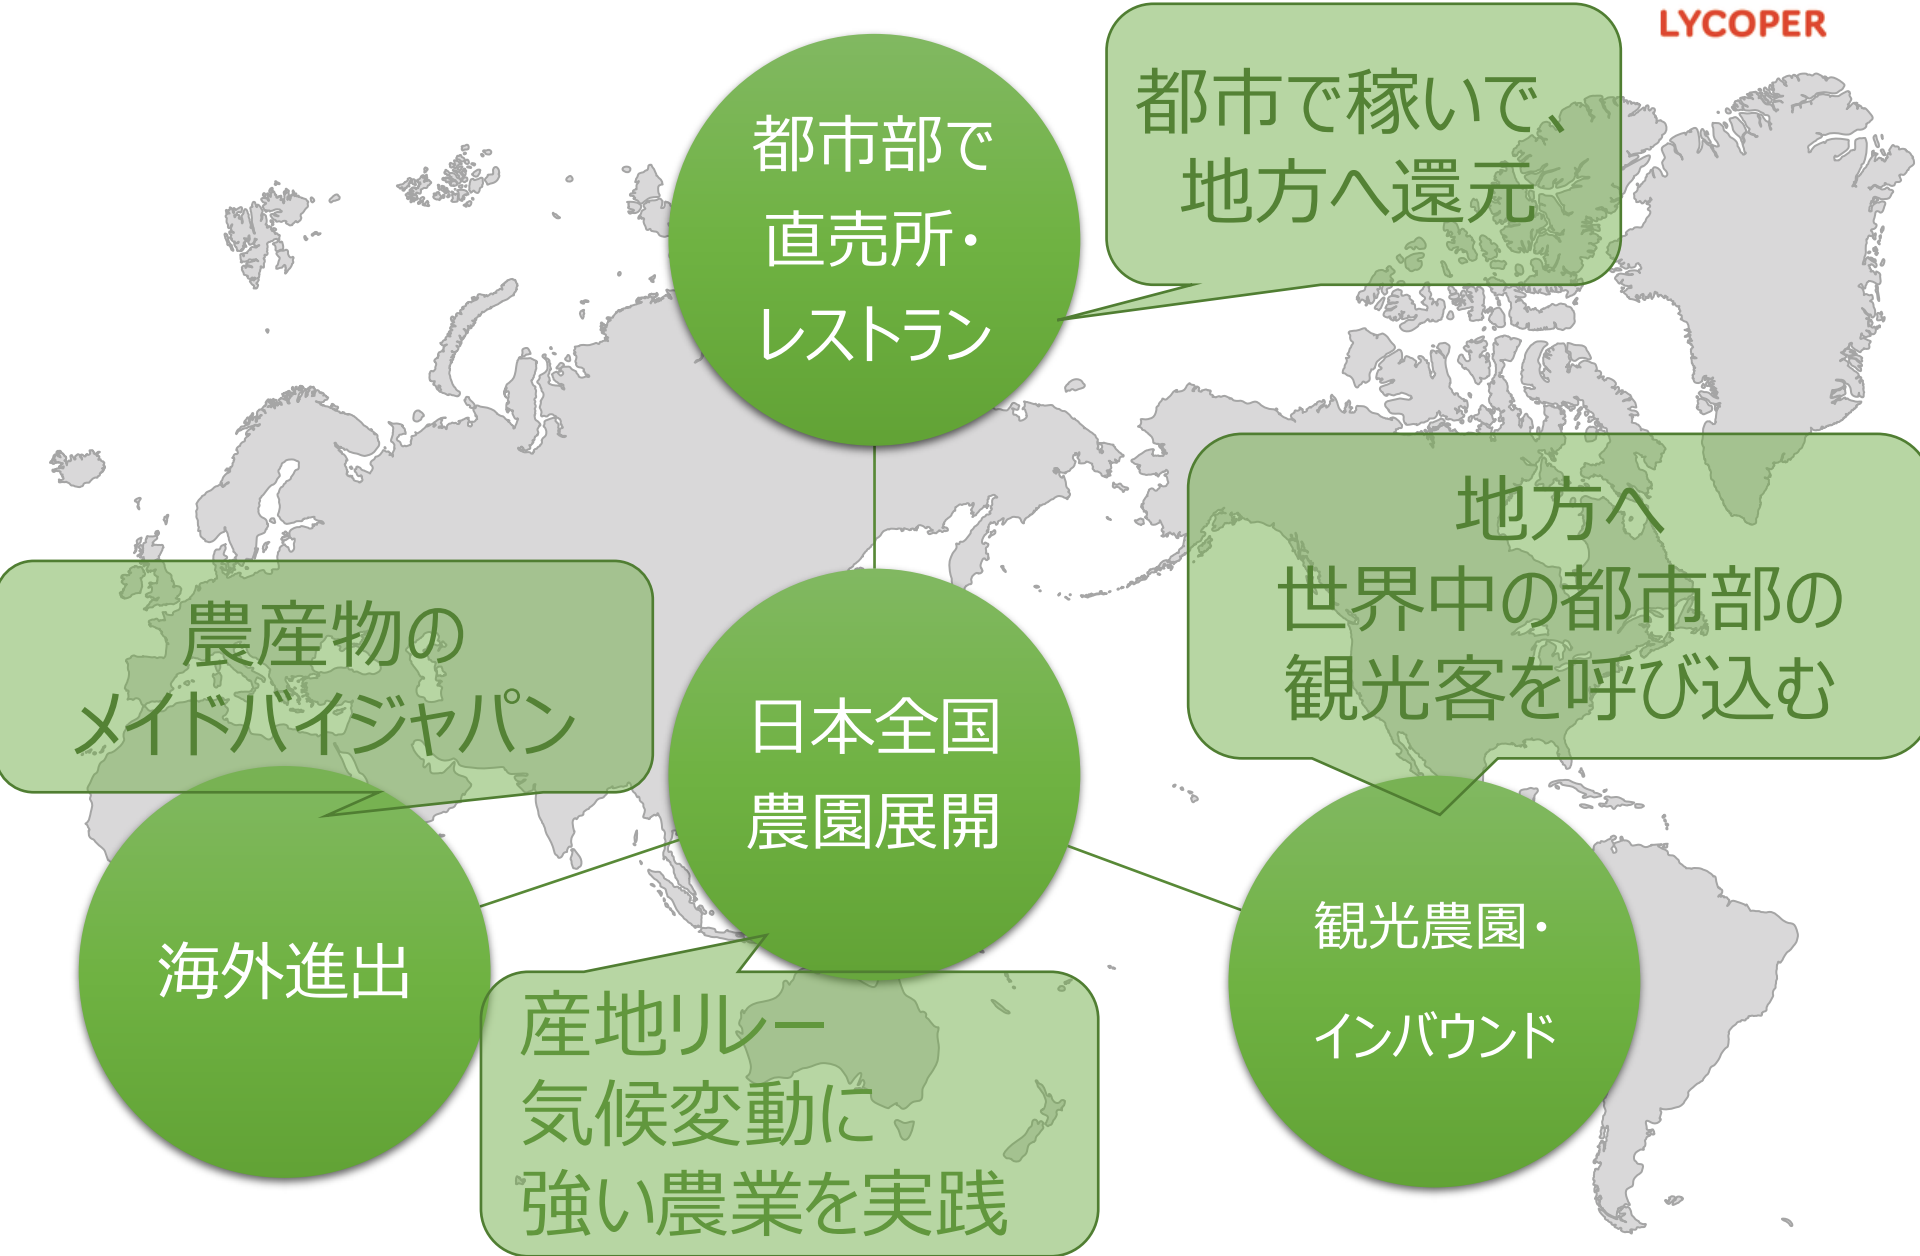 LYCOPER
都市部で
直売所・
レストラン
都市で稼いで、
地方へ還元
地方へ
世界中の都市部の
観光客を呼び込む
農産物の
メイドバイジャパン
日本全国
農園展開
海外進出
観光農園・
インバウンド
産地リレー
気候変動に
強い農業を実践